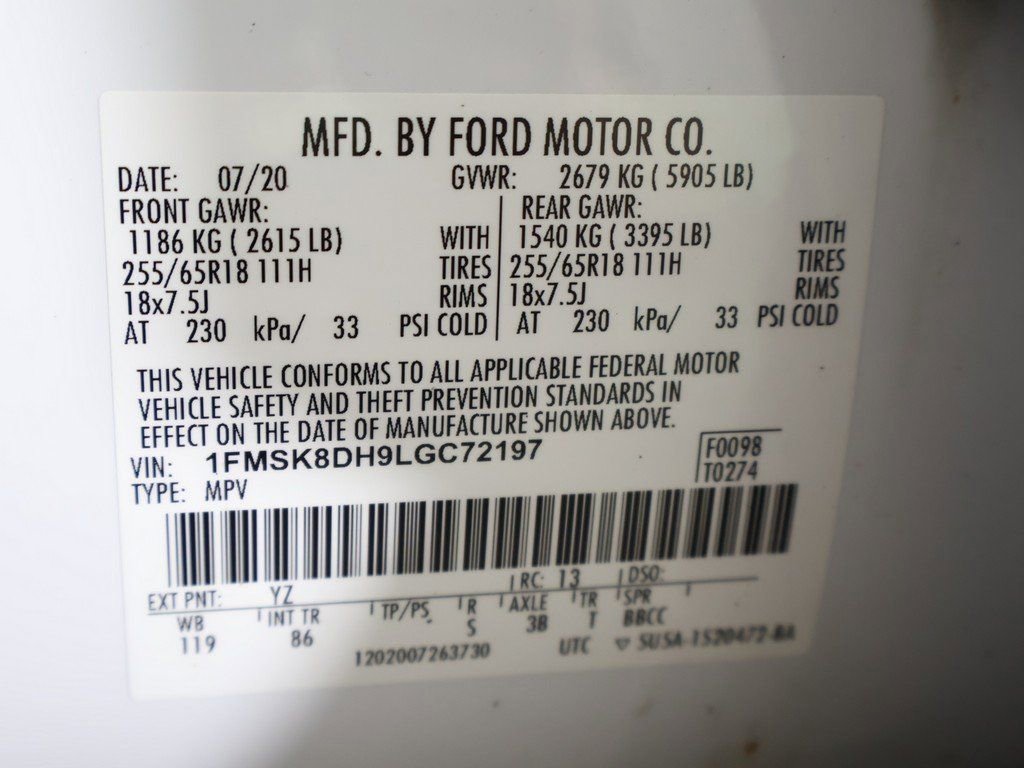 MFD. BY FORD MOTOR CO.
DATE: 07/20 GVWR: 2679 KG ( 5905 LB)
FRONT GAWR: REAR GAWR:
1186 KG ( 2615 LB) WITH 1540 KG ( 3395 LB) WITH
255/65R18 111H TIRES 255/65R18 111H TIRES
18x7.5J RIMS 18x7.5J RIMS
AT 230 kPa/ 33 PSI COLD AT 230 kPa/ 33 PSI COLD
THIS VEHICLE CONFORMS TO ALL APPLICABLE FEDERAL MOTOR
VEHICLE SAFETY AND THEFT PREVENTION STANDARDS IN
EFFECT ON THE DATE OF MANUFACTURE SHOWN ABOVE.
VIN: 1FMSK8DH9LGC72197 F0098
TYPE: MPV T0274
EXT PNT: YZ RC: 13 DSO:
WB INT TR TP/PS R AXLE TR SPR
119 86 S 3B T BBCC
1202007263730 UTC SU5A-1520472-BA